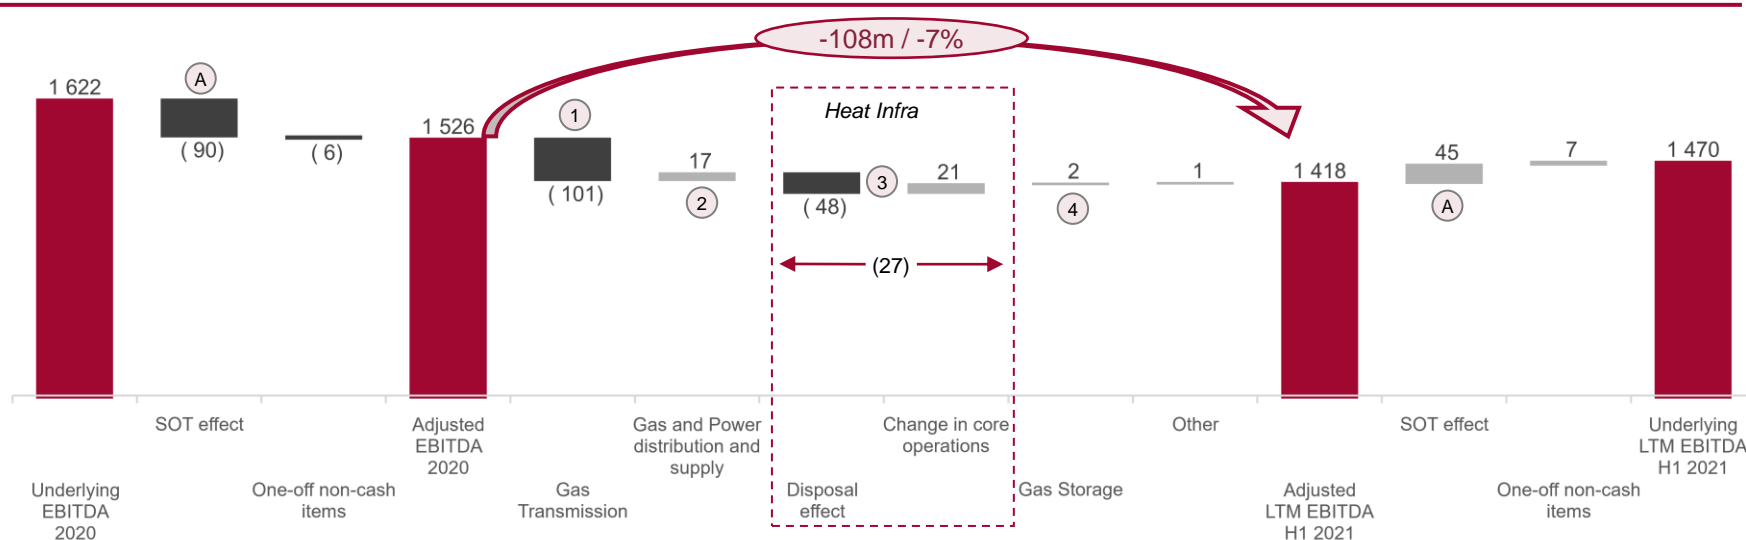 -108m / -7%
1 622
A
( 90)
( 6)
1 526
1
( 101)
17
2
Heat Infra
3
( 48)
21
(27)
2
4
1
1 418
45
A
7
1 470
SOT effect
Adjusted
EBITDA
2020
Gas and Power
distribution and
supply
Change in core
operations
Other
SOT effect
Underlying
LTM EBITDA
H1 2021
Underlying
EBITDA
2020
One-off non-cash
items
Gas
Transmission
Disposal
effect
Gas Storage
Adjusted
LTM EBITDA
H1 2021
One-off non-cash
items